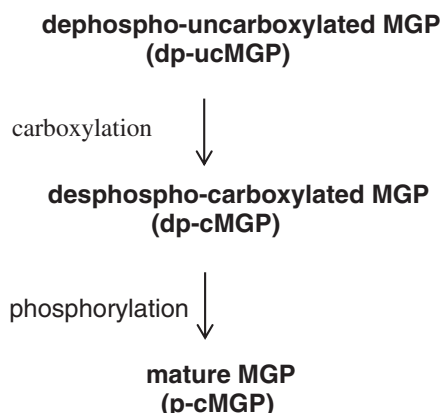 dephospho-uncarboxylated MGP
(dp-ucMGP)
carboxylation
desphospho-carboxylated MGP
(dp-cMGP)
phosphorylation
mature MGP
(p-cMGP)